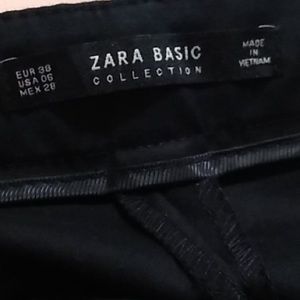 EUR 38
USA 06
MEX 28
ZARA BASIC
COLLECTION
MADE
IN
VIETNAM